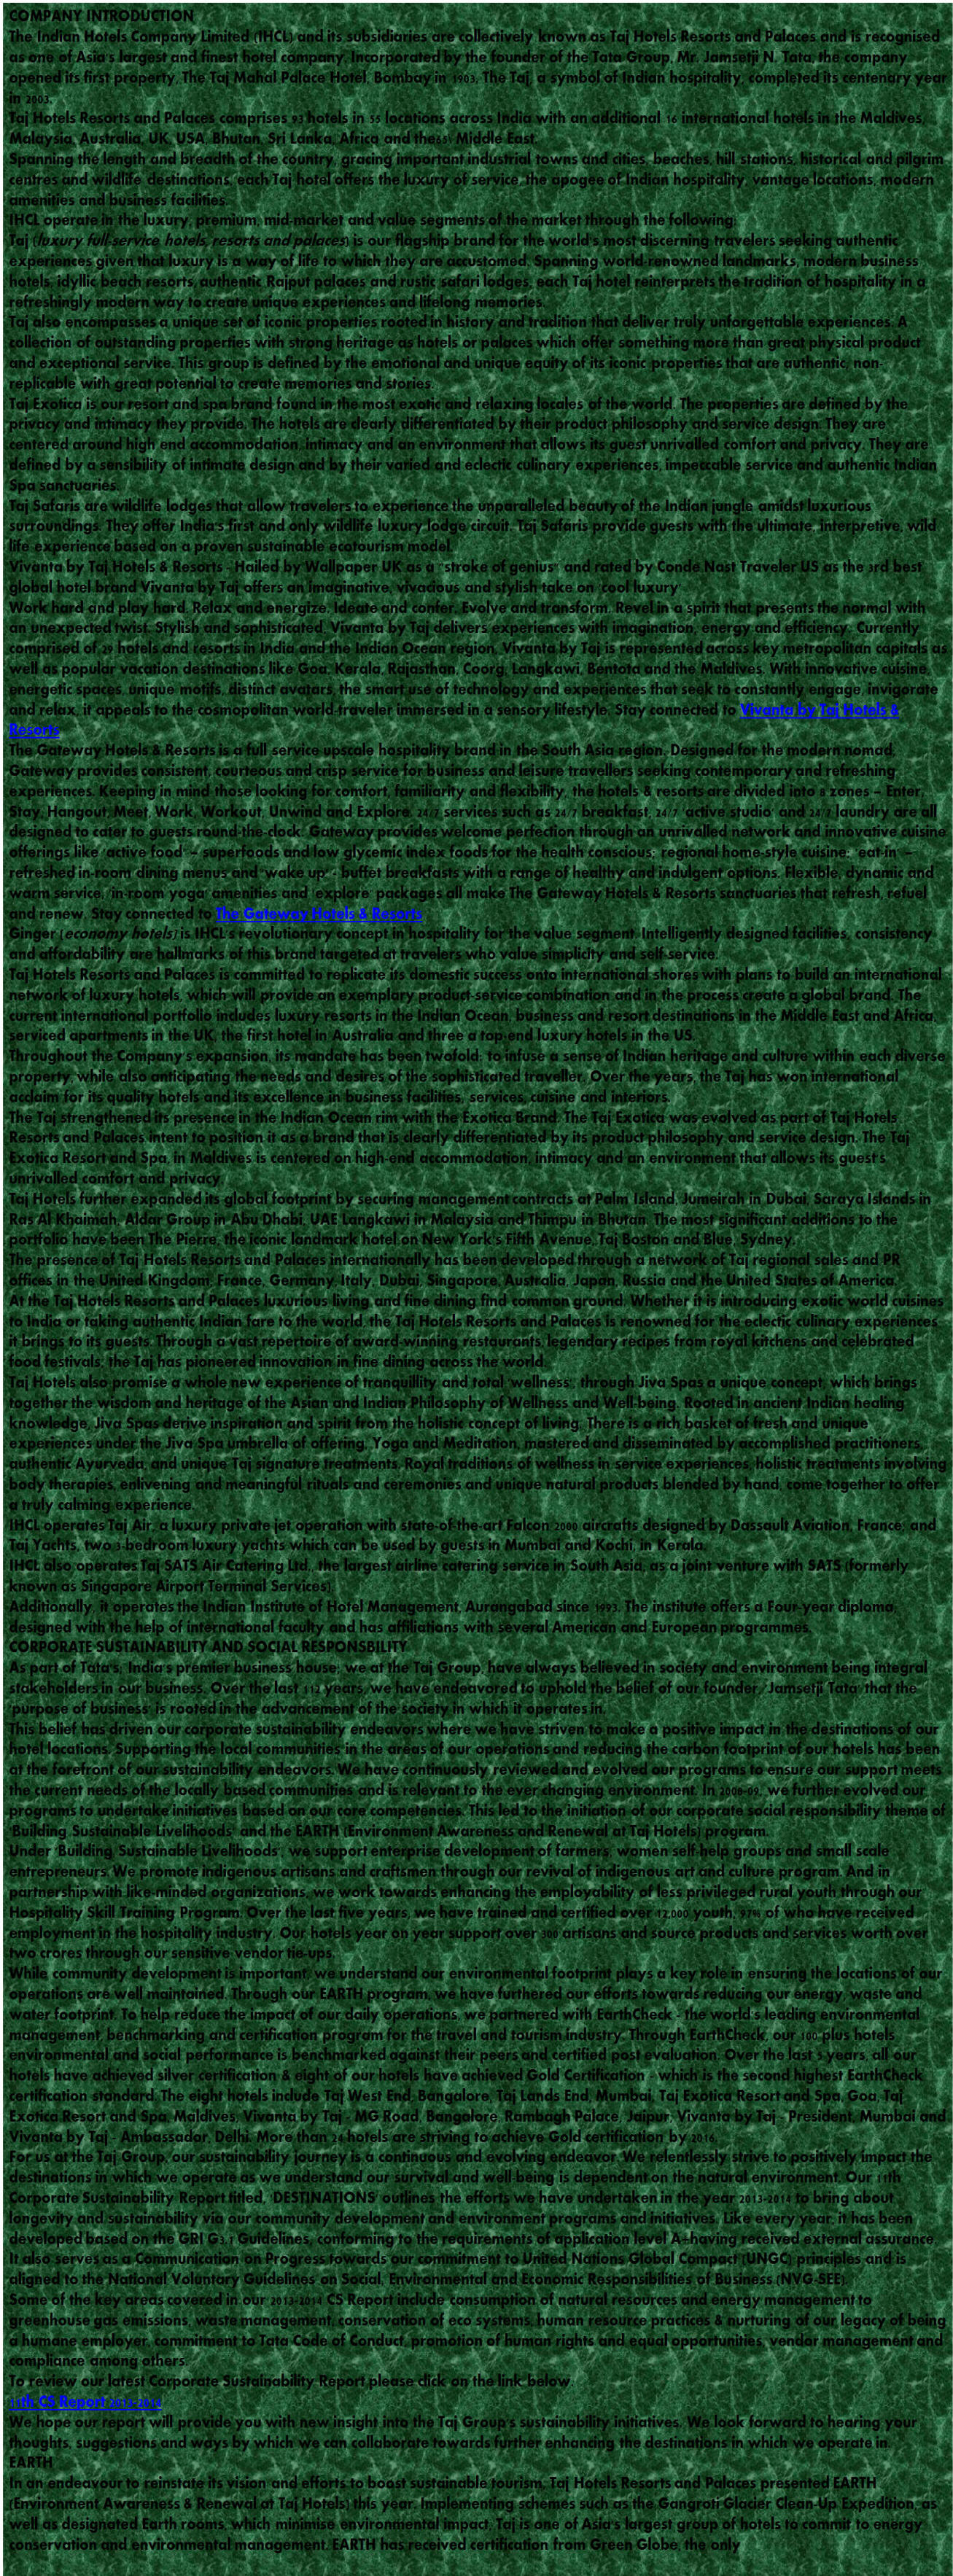 COMPANY INTRODUCTION
The Indian Hotels Company Limited (IHCL) and its subsidiaries are collectively known as Taj Hotels Resorts and Palaces and is recognised
as one of Asia's largest and finest hotel company. Incorporated by the founder of the Tata Group, Mr. Jamsetji N. Tata, the company
opened its first property, The Taj Mahal Palace Hotel, Bombay in 1903. The Taj, a symbol of Indian hospitality, completed its centenary year
in 2003.
Taj Hotels Resorts and Palaces comprises 93 hotels in 55 locations across India with an additional 16 international hotels in the Maldives,
Malaysia, Australia, UK, USA, Bhutan, Sri Lanka, Africa and the Middle East.
Spanning the length and breadth of the country, gracing important industrial towns and cities, beaches, hill stations, historical and pilgrim
centres and wildlife destinations, each Taj hotel offers the luxury of service, the apogee of Indian hospitality, vantage locations, modern
amenities and business facilities.
IHCL operate in the luxury, premium, mid-market and value segments of the market through the following:
Taj (luxury full-service hotels, resorts and palaces) is our flagship brand for the world's most discerning travelers seeking authentic
experiences given that luxury is a way of life to which they are accustomed. Spanning world-renowned landmarks, modern business
hotels, idyllic beach resorts, authentic Rajput palaces and rustic safari lodges, each Taj hotel reinterprets the tradition of hospitality in a
refreshingly modern way to create unique experiences and lifelong memories.
Taj also encompasses a unique set of iconic properties rooted in history and tradition that deliver truly unforgettable experiences. A
collection of outstanding properties with strong heritage as hotels or palaces which offer something more than great physical product
and exceptional service. This group is defined by the emotional and unique equity of its iconic properties that are authentic, non-
replicable with great potential to create memories and stories.
Taj Exotica is our resort and spa brand found in the most exotic and relaxing locales of the world. The properties are defined by the
privacy and intimacy they provide. The hotels are clearly differentiated by their product philosophy and service design. They are
centered around high end accommodation, intimacy and an environment that allows its guest unrivalled comfort and privacy. They are
defined by a sensibility of intimate design and by their varied and eclectic culinary experiences, impeccable service and authentic Indian
Spa sanctuaries.
Taj Safaris are wildlife lodges that allow travelers to experience the unparalleled beauty of the Indian jungle amidst luxurious
surroundings. They offer India's first and only wildlife luxury lodge circuit. Taj Safaris provide guests with the ultimate, interpretive, wild
life experience based on a proven sustainable ecotourism model.
Vivanta by Taj Hotels & Resorts - Hailed by Wallpaper UK as a "stroke of genius" and rated by Conde Nast Traveler US as the 3rd best
global hotel brand Vivanta by Taj offers an imaginative, vivacious and stylish take on 'cool luxury'
Work hard and play hard. Relax and energize. Ideate and confer. Evolve and transform. Revel in a spirit that presents the normal with
an unexpected twist. Stylish and sophisticated, Vivanta by Taj delivers experiences with imagination, energy and efficiency. Currently
comprised of 29 hotels and resorts in India and the Indian Ocean region, Vivanta by Taj is represented across key metropolitan capitals as
well as popular vacation destinations like Goa, Kerala, Rajasthan, Coorg, Langkawi, Bentota and the Maldives. With innovative cuisine,
energetic spaces, unique motifs, distinct avatars, the smart use of technology and experiences that seek to constantly engage, invigorate
and relax, it appeals to the cosmopolitan world-traveler immersed in a sensory lifestyle. Stay connected to Vivanta by Taj Hotels &
Resorts
The Gateway Hotels & Resorts is a full service upscale hospitality brand in the South Asia region. Designed for the modern nomad,
Gateway provides consistent, courteous and crisp service for business and leisure travellers seeking contemporary and refreshing
experiences. Keeping in mind those looking for comfort, familiarity and flexibility, the hotels & resorts are divided into 8 zones – Enter,
Stay, Hangout, Meet, Work, Workout, Unwind and Explore. 24/7 services such as 24/7 breakfast, 24/7 'active studio' and 24/7 laundry are all
designed to cater to guests round-the-clock. Gateway provides welcome perfection through an unrivalled network and innovative cuisine
offerings like 'active food' – superfoods and low glycemic index foods for the health conscious; regional home-style cuisine; 'eat-in' –
refreshed in-room dining menus and 'wake up' - buffet breakfasts with a range of healthy and indulgent options. Flexible, dynamic and
warm service, 'in-room yoga' amenities and 'explore' packages all make The Gateway Hotels & Resorts sanctuaries that refresh, refuel
and renew. Stay connected to The Gateway Hotels & Resorts
Ginger (economy hotels) is IHCL's revolutionary concept in hospitality for the value segment. Intelligently designed facilities, consistency
and affordability are hallmarks of this brand targeted at travelers who value simplicity and self-service.
Taj Hotels Resorts and Palaces is committed to replicate its domestic success onto international shores with plans to build an international
network of luxury hotels, which will provide an exemplary product-service combination and in the process create a global brand. The
current international portfolio includes luxury resorts in the Indian Ocean, business and resort destinations in the Middle East and Africa,
serviced apartments in the UK, the first hotel in Australia and three a top-end luxury hotels in the US.
Throughout the Company's expansion, its mandate has been twofold: to infuse a sense of Indian heritage and culture within each diverse
property, while also anticipating the needs and desires of the sophisticated traveller. Over the years, the Taj has won international
acclaim for its quality hotels and its excellence in business facilities, services, cuisine and interiors.
The Taj strengthened its presence in the Indian Ocean rim with the Exotica Brand. The Taj Exotica was evolved as part of Taj Hotels
Resorts and Palaces intent to position it as a brand that is clearly differentiated by its product philosophy and service design. The Taj
Exotica Resort and Spa, in Maldives is centered on high-end accommodation, intimacy and an environment that allows its guest's
unrivalled comfort and privacy.
Taj Hotels further expanded its global footprint by securing management contracts at Palm Island, Jumeirah in Dubai, Saraya Islands in
Ras Al Khaimah, Aldar Group in Abu Dhabi, UAE Langkawi in Malaysia and Thimpu in Bhutan. The most significant additions to the
portfolio have been The Pierre, the iconic landmark hotel on New York's Fifth Avenue, Taj Boston and Blue, Sydney.
The presence of Taj Hotels Resorts and Palaces internationally has been developed through a network of Taj regional sales and PR
offices in the United Kingdom, France, Germany, Italy, Dubai, Singapore, Australia, Japan, Russia and the United States of America.
At the Taj Hotels Resorts and Palaces luxurious living and fine dining find common ground. Whether it is introducing exotic world cuisines
to India or taking authentic Indian fare to the world, the Taj Hotels Resorts and Palaces is renowned for the eclectic culinary experiences
it brings to its guests. Through a vast repertoire of award-winning restaurants, legendary recipes from royal kitchens and celebrated
food festivals, the Taj has pioneered innovation in fine dining across the world.
Taj Hotels also promise a whole new experience of tranquillity and total 'wellness', through Jiva Spas a unique concept, which brings
together the wisdom and heritage of the Asian and Indian Philosophy of Wellness and Well-being. Rooted in ancient Indian healing
knowledge, Jiva Spas derive inspiration and spirit from the holistic concept of living. There is a rich basket of fresh and unique
experiences under the Jiva Spa umbrella of offering, Yoga and Meditation, mastered and disseminated by accomplished practitioners,
authentic Ayurveda, and unique Taj signature treatments. Royal traditions of wellness in service experiences, holistic treatments involving
body therapies, enlivening and meaningful rituals and ceremonies and unique natural products blended by hand, come together to offer
a truly calming experience.
IHCL operates Taj Air, a luxury private jet operation with state-of-the-art Falcon 2000 aircrafts designed by Dassault Aviation, France; and
Taj Yachts, two 3-bedroom luxury yachts which can be used by guests in Mumbai and Kochi, in Kerala.
IHCL also operates Taj SATS Air Catering Ltd., the largest airline catering service in South Asia, as a joint venture with SATS (formerly
known as Singapore Airport Terminal Services).
Additionally, it operates the Indian Institute of Hotel Management, Aurangabad since 1993. The institute offers a Four-year diploma,
designed with the help of international faculty and has affiliations with several American and European programmes.
CORPORATE SUSTAINABILITY AND SOCIAL RESPONSBILITY
As part of Tata's; India's premier business house; we at the Taj Group, have always believed in society and environment being integral
stakeholders in our business. Over the last 112 years, we have endeavored to uphold the belief of our founder, 'Jamsetji Tata' that the
'purpose of business' is rooted in the advancement of the society in which it operates in.
This belief has driven our corporate sustainability endeavors where we have striven to make a positive impact in the destinations of our
hotel locations. Supporting the local communities in the areas of our operations and reducing the carbon footprint of our hotels has been
at the forefront of our sustainability endeavors. We have continuously reviewed and evolved our programs to ensure our support meets
the current needs of the locally based communities and is relevant to the ever changing environment. In 2008-09, we further evolved our
programs to undertake initiatives based on our core competencies. This led to the initiation of our corporate social responsibility theme of
"Building Sustainable Livelihoods" and the EARTH (Environment Awareness and Renewal at Taj Hotels) program.
Under 'Building Sustainable Livelihoods', we support enterprise development of farmers, women self-help groups and small scale
entrepreneurs. We promote indigenous artisans and craftsmen through our revival of indigenous art and culture program. And in
partnership with like-minded organizations, we work towards enhancing the employability of less privileged rural youth through our
Hospitality Skill Training Program. Over the last five years, we have trained and certified over 12,000 youth, 97% of who have received
employment in the hospitality industry. Our hotels year on year support over 300 artisans and source products and services worth over
two crores through our sensitive vendor tie-ups.
While community development is important, we understand our environmental footprint plays a key role in ensuring the locations of our
operations are well maintained. Through our EARTH program, we have furthered our efforts towards reducing our energy, waste and
water footprint. To help reduce the impact of our daily operations, we partnered with EarthCheck - the world's leading environmental
management, benchmarking and certification program for the travel and tourism industry. Through EarthCheck, our 100 plus hotels
environmental and social performance is benchmarked against their peers and certified post evaluation. Over the last 5 years, all our
hotels have achieved silver certification & eight of our hotels have achieved Gold Certification - which is the second highest EarthCheck
certification standard. The eight hotels include Taj West End, Bangalore, Taj Lands End, Mumbai, Taj Exotica Resort and Spa, Goa, Taj
Exotica Resort and Spa, Maldives, Vivanta by Taj - MG Road, Bangalore, Rambagh Palace, Jaipur, Vivanta by Taj - President, Mumbai and
Vivanta by Taj - Ambassador, Delhi. More than 24 hotels are striving to achieve Gold certification by 2016.
For us at the Taj Group, our sustainability journey is a continuous and evolving endeavor. We relentlessly strive to positively impact the
destinations in which we operate as we understand our survival and well-being is dependent on the natural environment. Our 11th
Corporate Sustainability Report titled, 'DESTINATIONS' outlines the efforts we have undertaken in the year 2013-2014 to bring about
longevity and sustainability via our community development and environment programs and initiatives. Like every year, it has been
developed based on the GRI G3.1 Guidelines, conforming to the requirements of application level A+having received external assurance.
It also serves as a Communication on Progress towards our commitment to United Nations Global Compact (UNGC) principles and is
aligned to the National Voluntary Guidelines on Social, Environmental and Economic Responsibilities of Business (NVG-SEE).
Some of the key areas covered in our 2013-2014 CS Report include consumption of natural resources and energy management to
greenhouse gas emissions, waste management, conservation of eco systems, human resource practices & nurturing of our legacy of being
a humane employer, commitment to Tata Code of Conduct, promotion of human rights and equal opportunities, vendor management and
compliance among others.
To review our latest Corporate Sustainability Report please click on the link below.
11th CS Report 2013-2014
We hope our report will provide you with new insight into the Taj Group's sustainability initiatives. We look forward to hearing your
thoughts, suggestions and ways by which we can collaborate towards further enhancing the destinations in which we operate in.
EARTH
In an endeavour to reinstate its vision and efforts to boost sustainable tourism, Taj Hotels Resorts and Palaces presented EARTH
(Environment Awareness & Renewal at Taj Hotels) this year. Implementing schemes such as the Gangroti Glacier Clean-Up Expedition, as
well as designated Earth rooms, which minimise environmental impact, Taj is one of Asia's largest group of hotels to commit to energy
conservation and environmental management. EARTH has received certification from Green Globe, the only